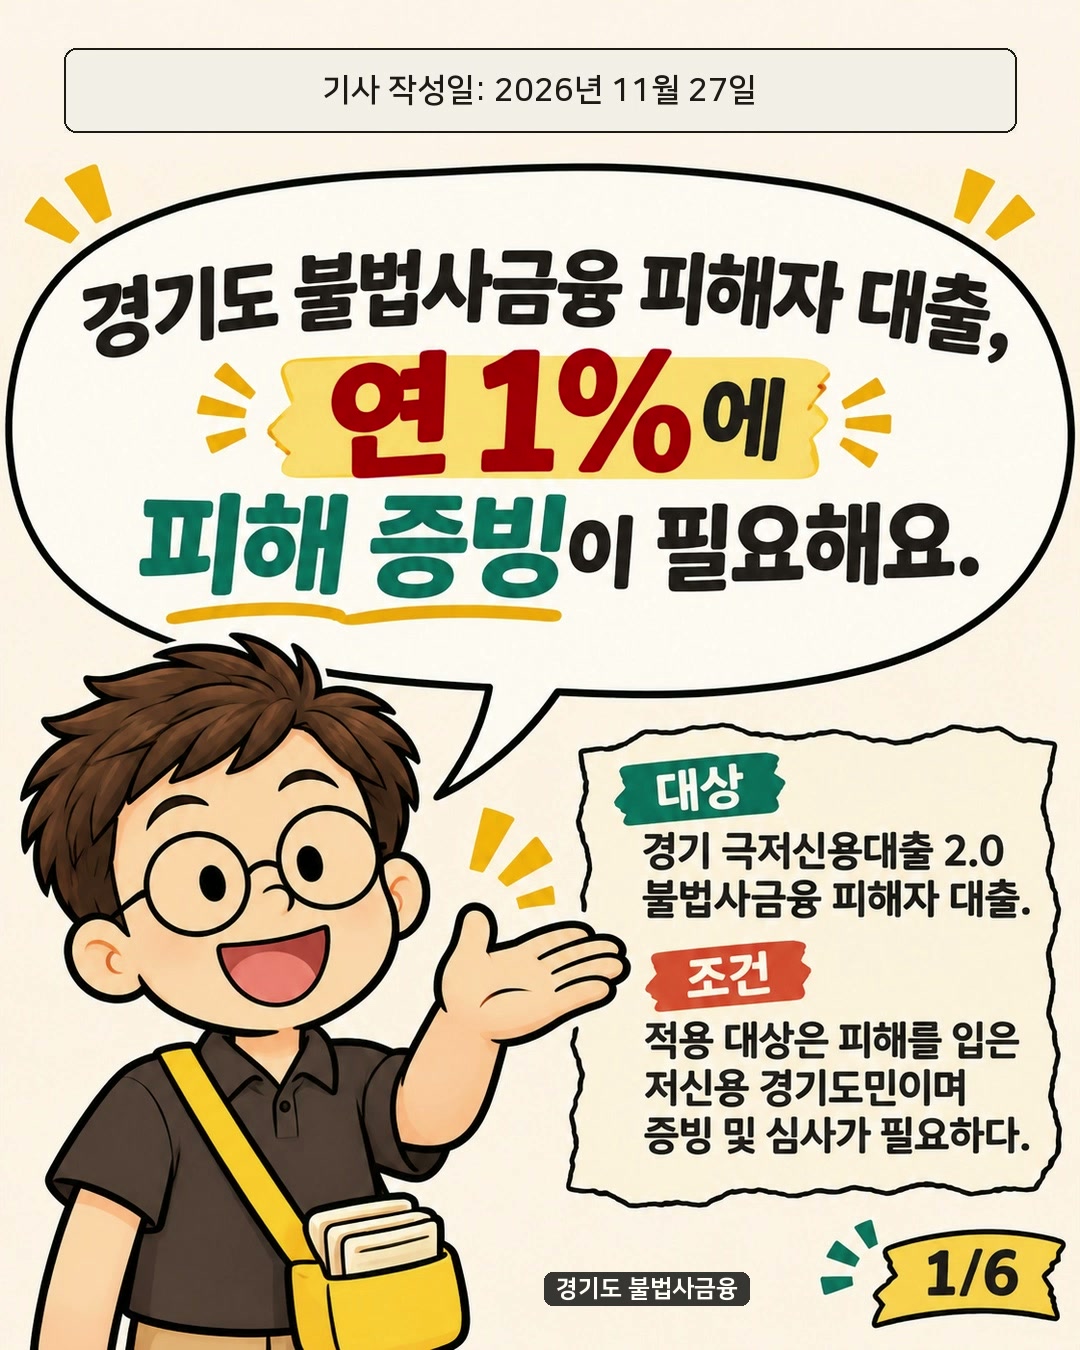 기사 작성일: 2026년 11월 27일
경기도 불법사금융 피해자 대출,
연 1%에
피해 증빙이 필요해요.
대상
경기 극저신용대출 2.0
불법사금융 피해자 대출.
조건
적용 대상은 피해를 입은
저신용 경기도민이며
증빙 및 심사가 필요하다.
경기도 불법사금융
1/6